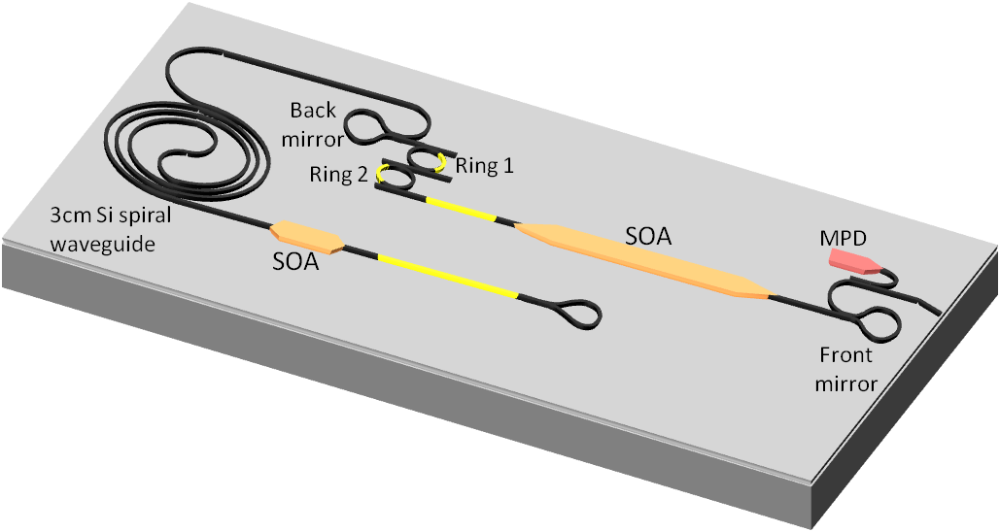 Back
mirror
Ring 1
Ring 2
3cm Si spiral
waveguide
SOA
SOA
MPD
Front
mirror